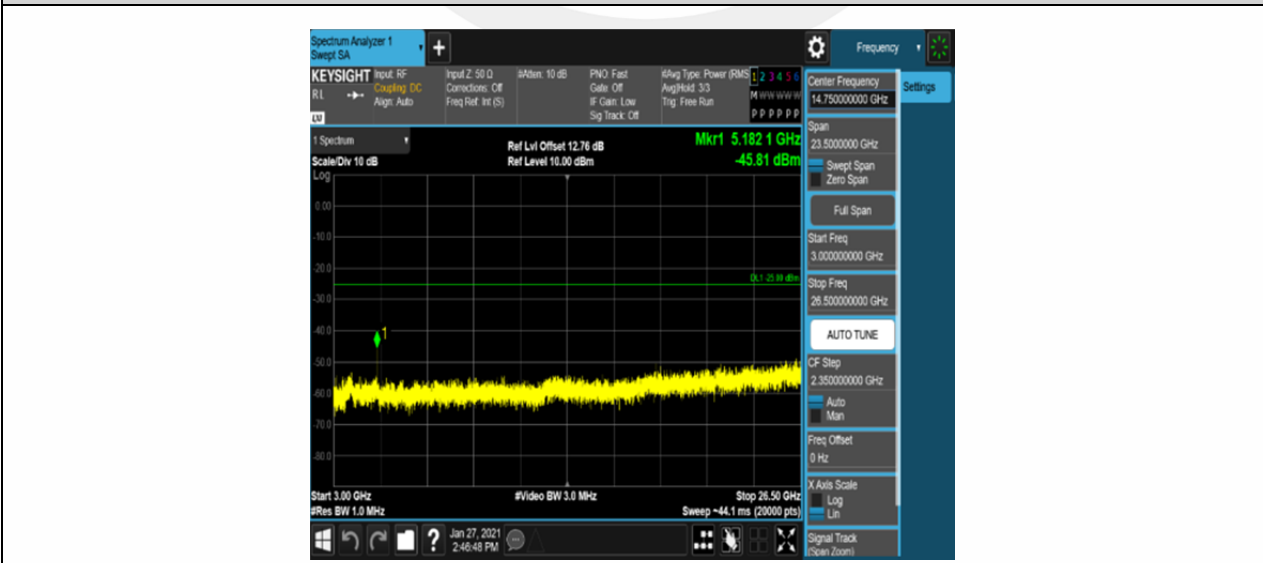 Spectrum Analyzer 1
Swept SA
+
Frequency
KEYSIGHT
RL
Input: RF
Coupling: DC
Align: Auto
Input Z: 50 Ω
Corrections: Off
Freq Ref: Int (S)
#Atten: 10 dB
PNO: Fast
Gate: Off
IF Gain: Low
Sig Track: Off
#Avg Type: Power (RMS
Avg|Hold: 3/3
Trig: Free Run
1 2 3 4 5 6
M W W W W W
P P P P P P
Center Frequency
14.750000000 GHz
Settings
1 Spectrum
Scale/Div 10 dB
Ref Lvl Offset 12.76 dB
Ref Level 10.00 dBm
Mkr1 5.182 1 GHz
-45.81 dBm
Span
23.5000000 GHz
Swept Span
Zero Span
Full Span
Start Freq
3.000000000 GHz
Stop Freq
26.500000000 GHz
AUTO TUNE
CF Step
2.350000000 GHz
Auto
Man
Freq Offset
0 Hz
X Axis Scale
Log
Lin
Signal Track
(Span Zoom)
Log
0.00
-10.0
-20.0
DL1 -25.00 dBm
-30.0
-40.0
1
-50.0
-60.0
-70.0
-80.0
Start 3.00 GHz
#Video BW 3.0 MHz
Stop 26.50 GHz
#Res BW 1.0 MHz
Sweep ~44.1 ms (20000 pts)
?
Jan 27, 2021
2:46:48 PM